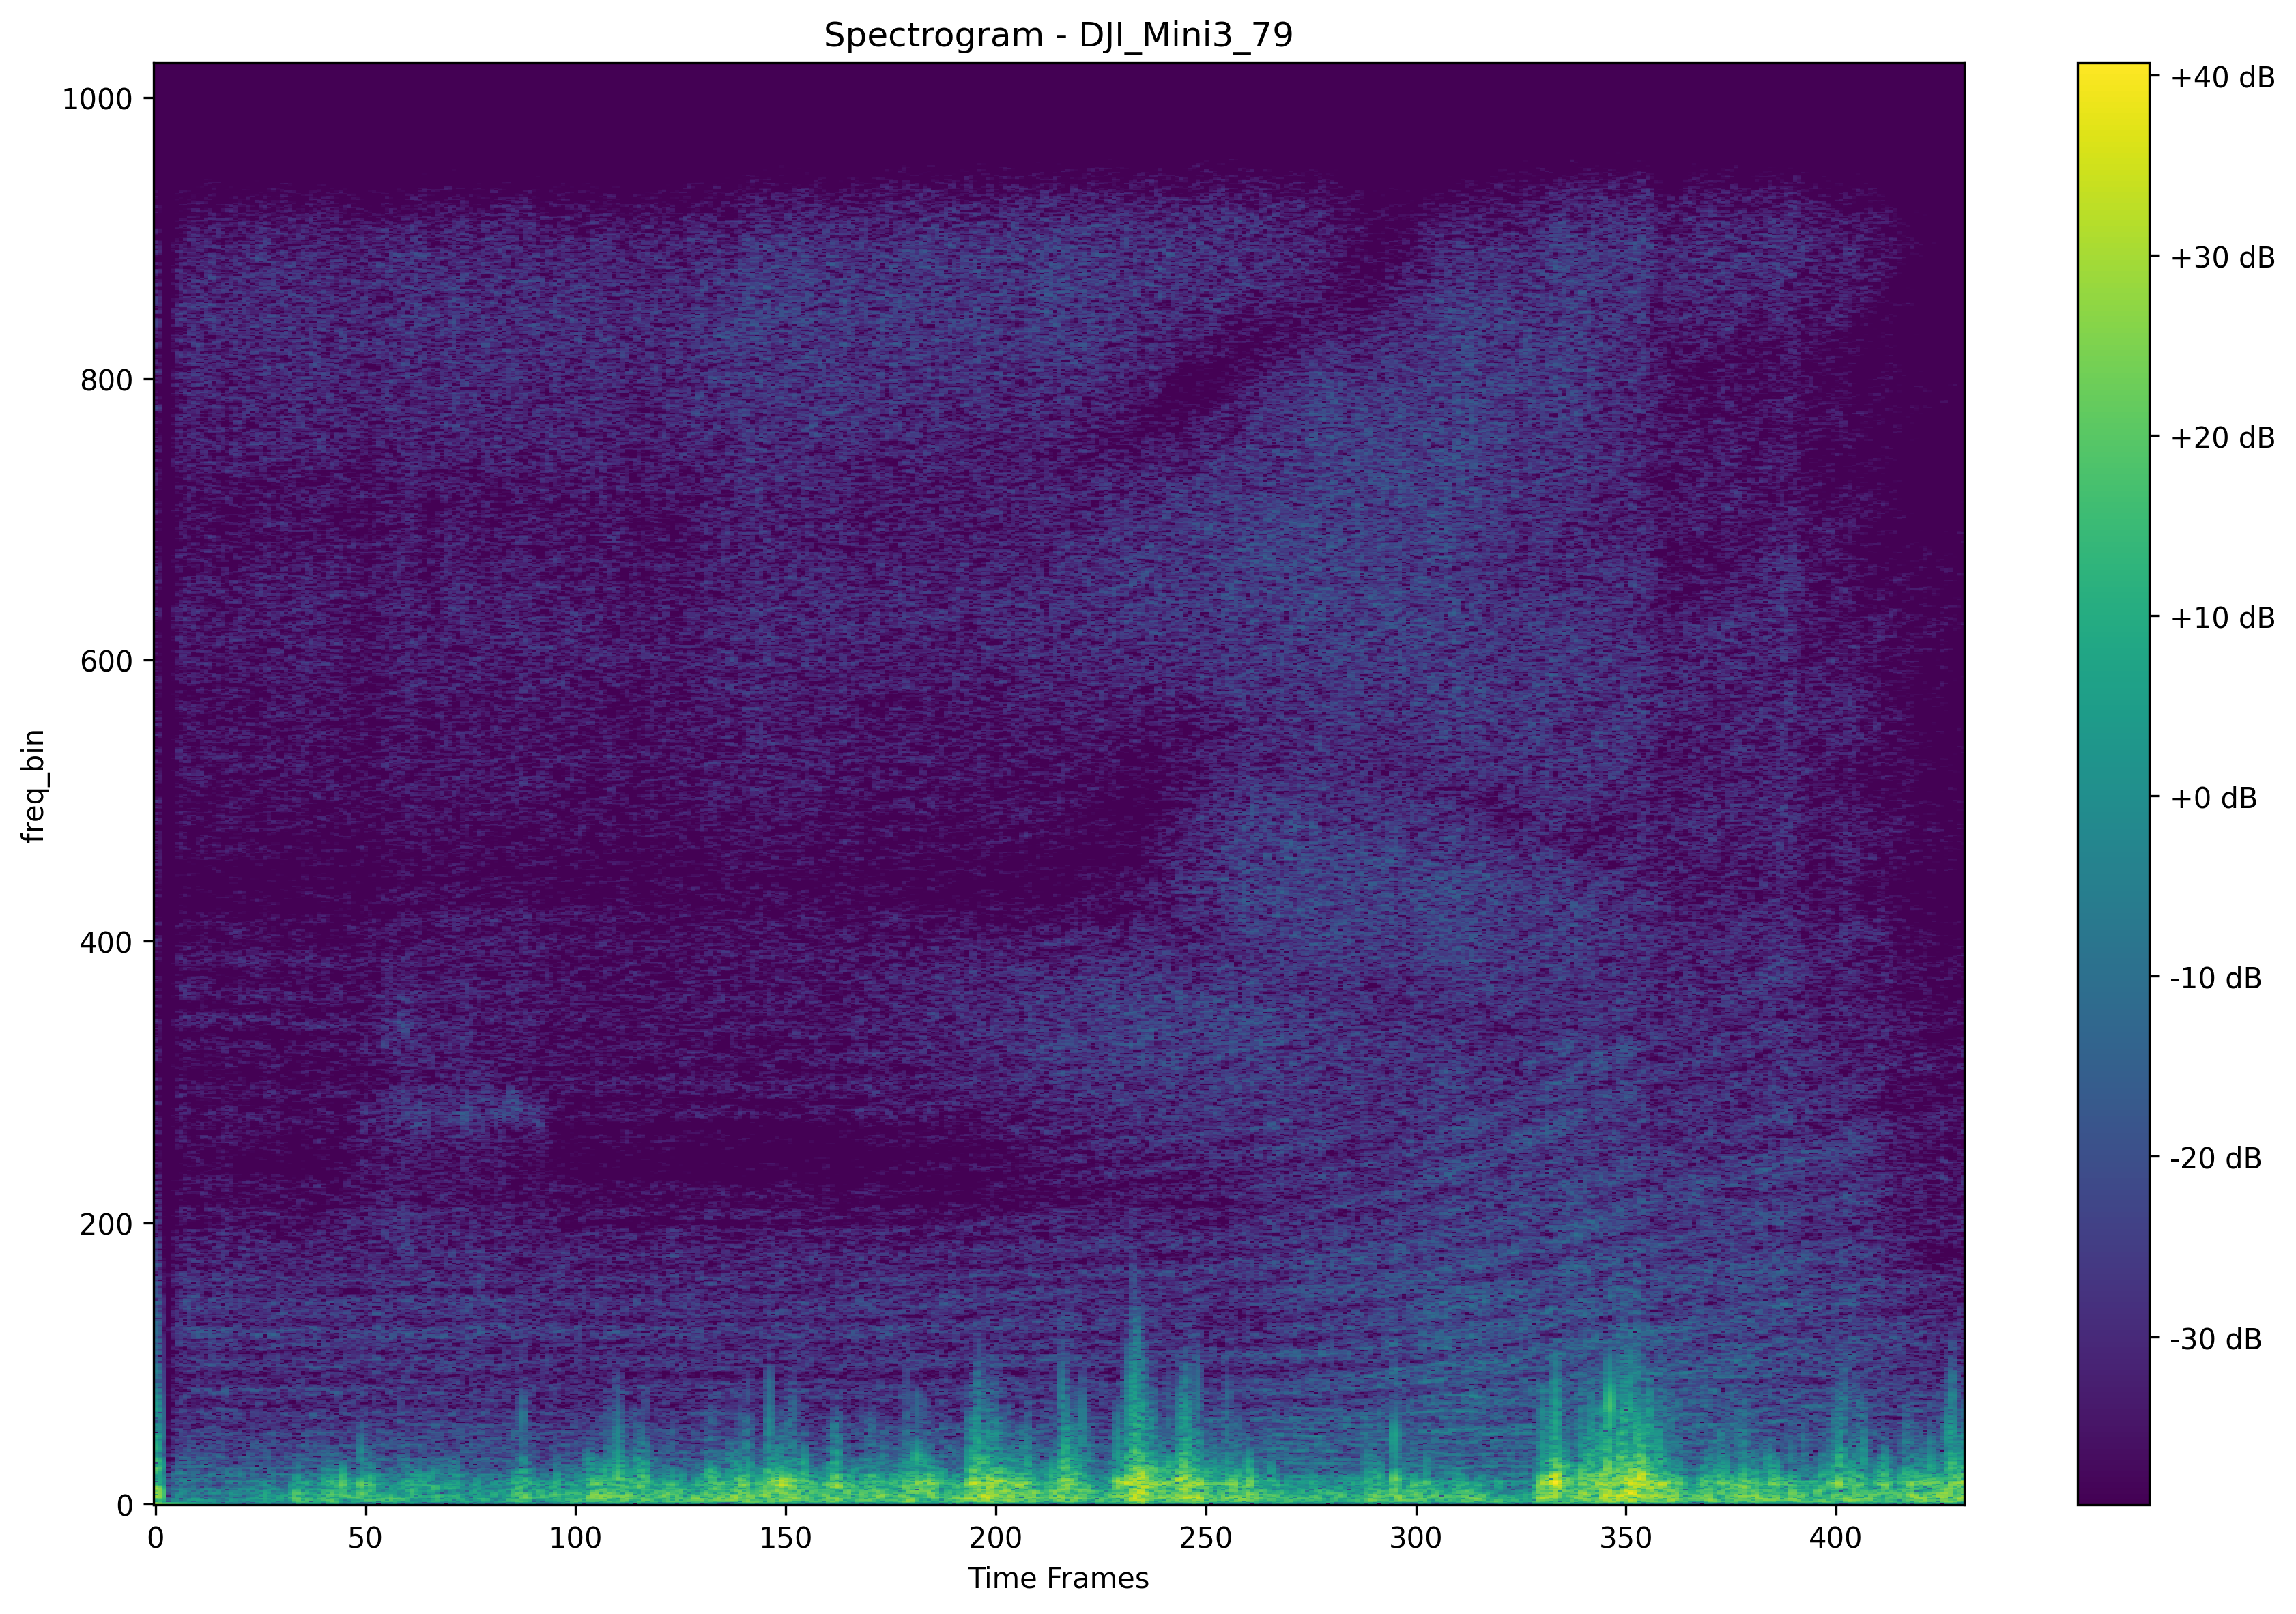 Spectrogram - DJI_Mini3_79
1000
800
600
400
200
0
freq_bin
0 50 100 150 200 250 300 350 400
Time Frames
+40 dB
+30 dB
+20 dB
+10 dB
+0 dB
-10 dB
-20 dB
-30 dB